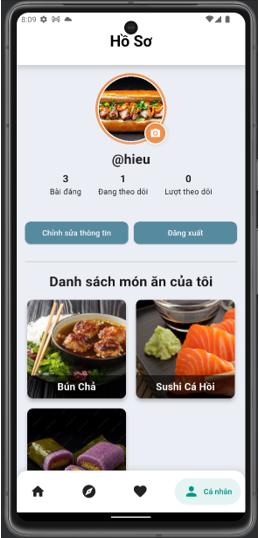 8:09
Hồ Sơ
@hieu
3 1 0
Bài đăng Đang theo dõi Lượt theo dõi
Chỉnh sửa thông tin Đăng xuất
Danh sách món ăn của tôi
Bún Chả Sushi Cá Hồi
Cá nhân